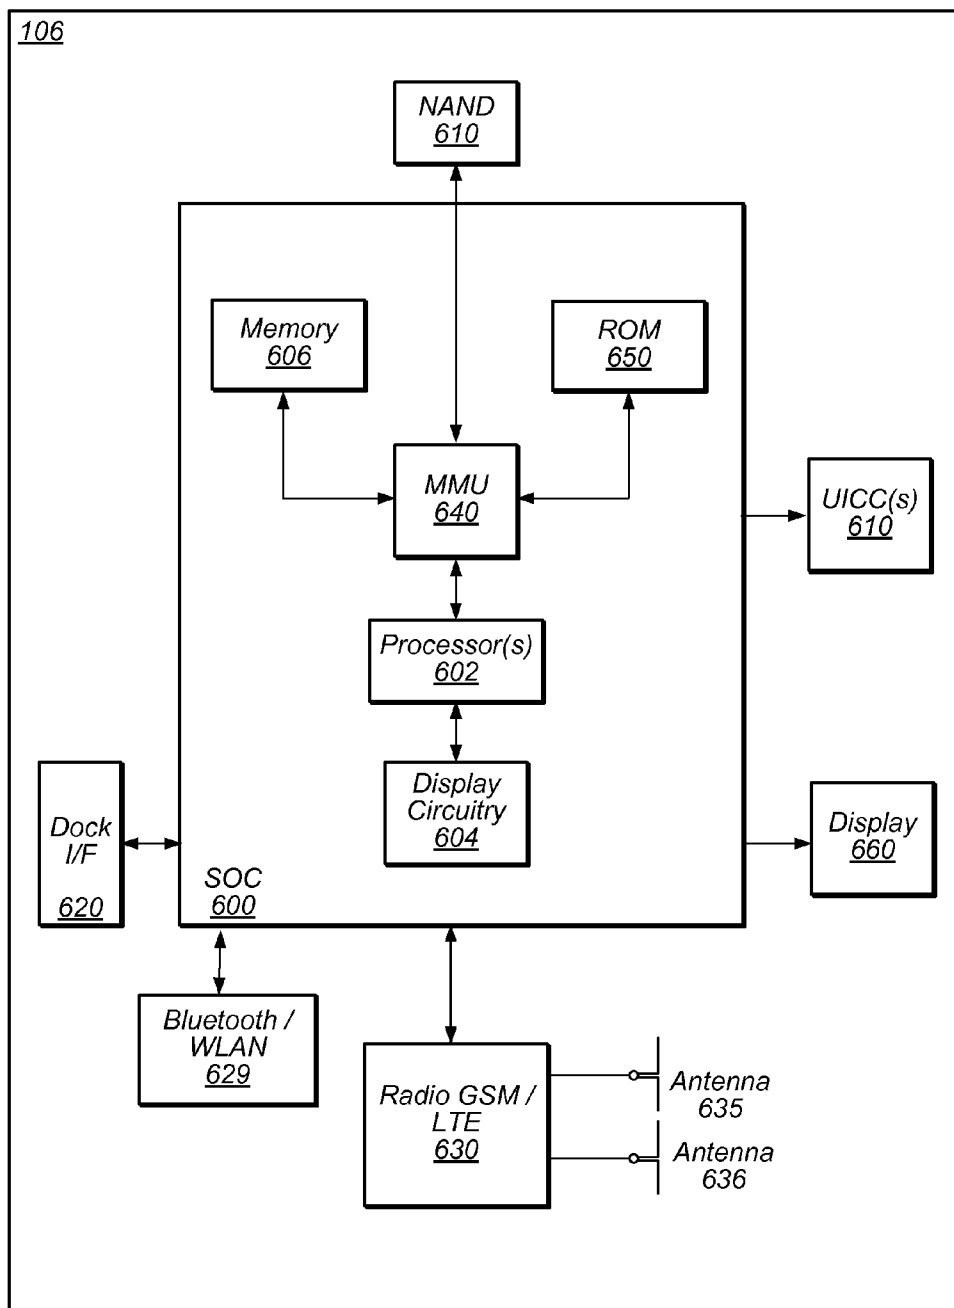 106
NAND
610
Memory
606
ROM
650
MMU
640
UICC(s)
610
Processor(s)
602
Display
Circuitry
604
Dock
I/F
620
Display
660
SOC
600
Bluetooth /
WLAN
629
Radio GSM /
LTE
630
Antenna
635
Antenna
636